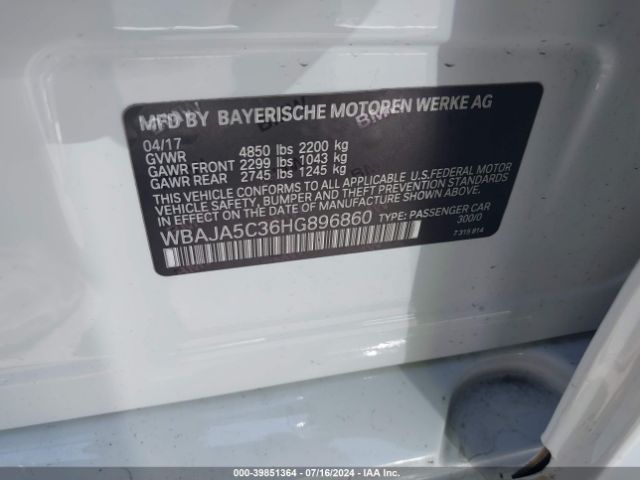 MFD BY BAYERISCHE MOTOREN WERKE AG
04/17
GVWR 4850 lbs 2200 kg
GAWR FRONT 2299 lbs 1043 kg
GAWR REAR 2745 lbs 1245 kg
THIS VEHICLE CONFORMS TO ALL APPLICABLE U.S.FEDERAL MOTOR
VEHICLE SAFETY, BUMPER AND THEFT PREVENTION STANDARDS
IN EFFECT ON THE DATE OF MANUFACTURE SHOWN ABOVE.
WBAJA5C36HG896860 TYPE: PASSENGER CAR
300/0
7 315 814
000-39851364 | 07/16/2024 - IAA Inc.